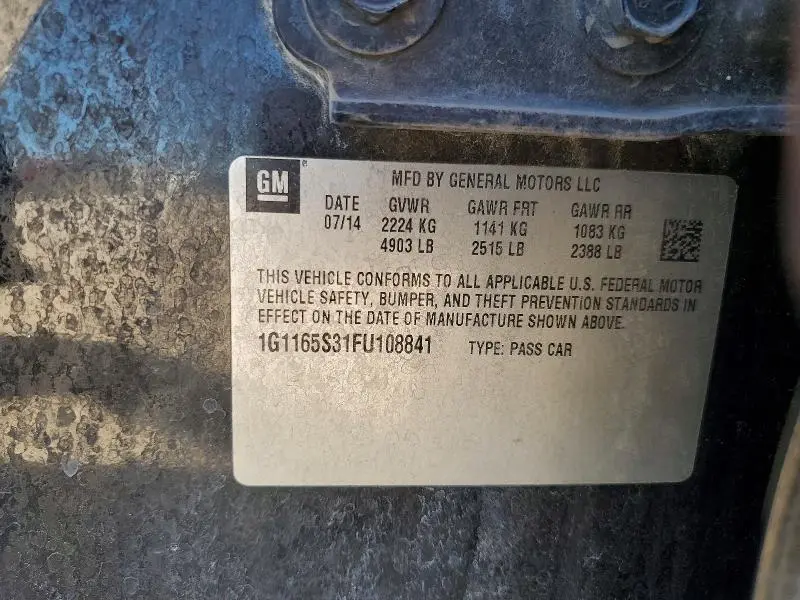 GM
MFD BY GENERAL MOTORS LLC
DATE GVWR GAWR FRT GAWR RR
07/14 2224 KG 1141 KG 1083 KG
4903 LB 2515 LB 2388 LB
THIS VEHICLE CONFORMS TO ALL APPLICABLE U.S. FEDERAL MOTOR
VEHICLE SAFETY, BUMPER, AND THEFT PREVENTION STANDARDS IN
EFFECT ON THE DATE OF MANUFACTURE SHOWN ABOVE.
1G1165S31FU108841 TYPE: PASS CAR